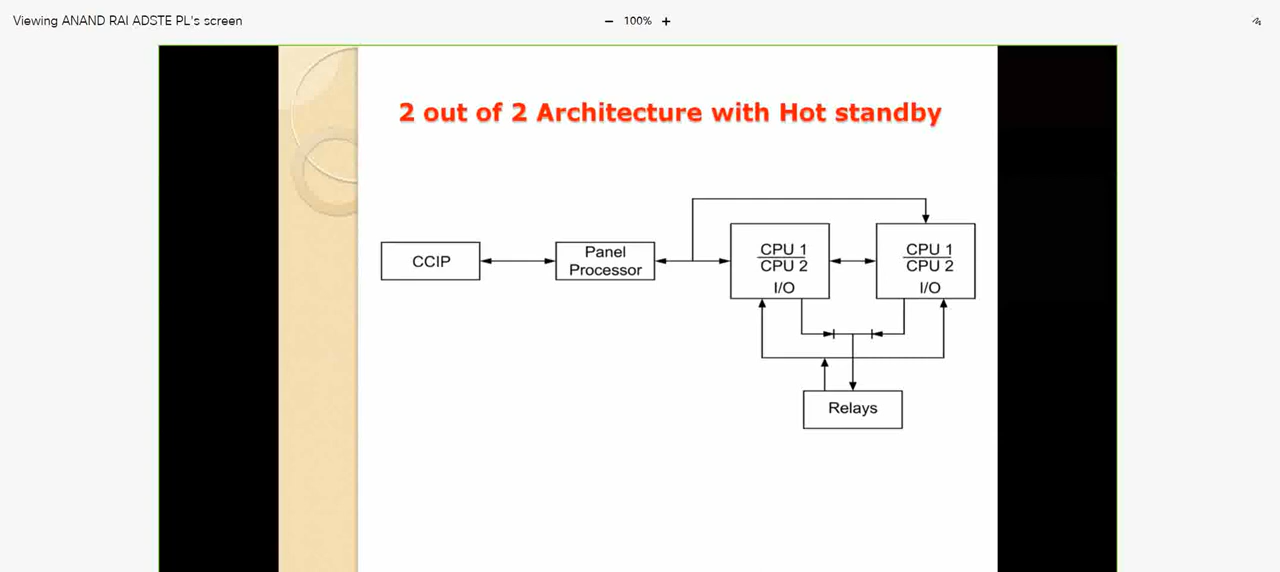 Viewing ANAND RAI ADSTE PL's screen
− 100% +
2 out of 2 Architecture with Hot standby
CCIP
Panel
Processor
CPU 1
CPU 2
I/O
CPU 1
CPU 2
I/O
Relays